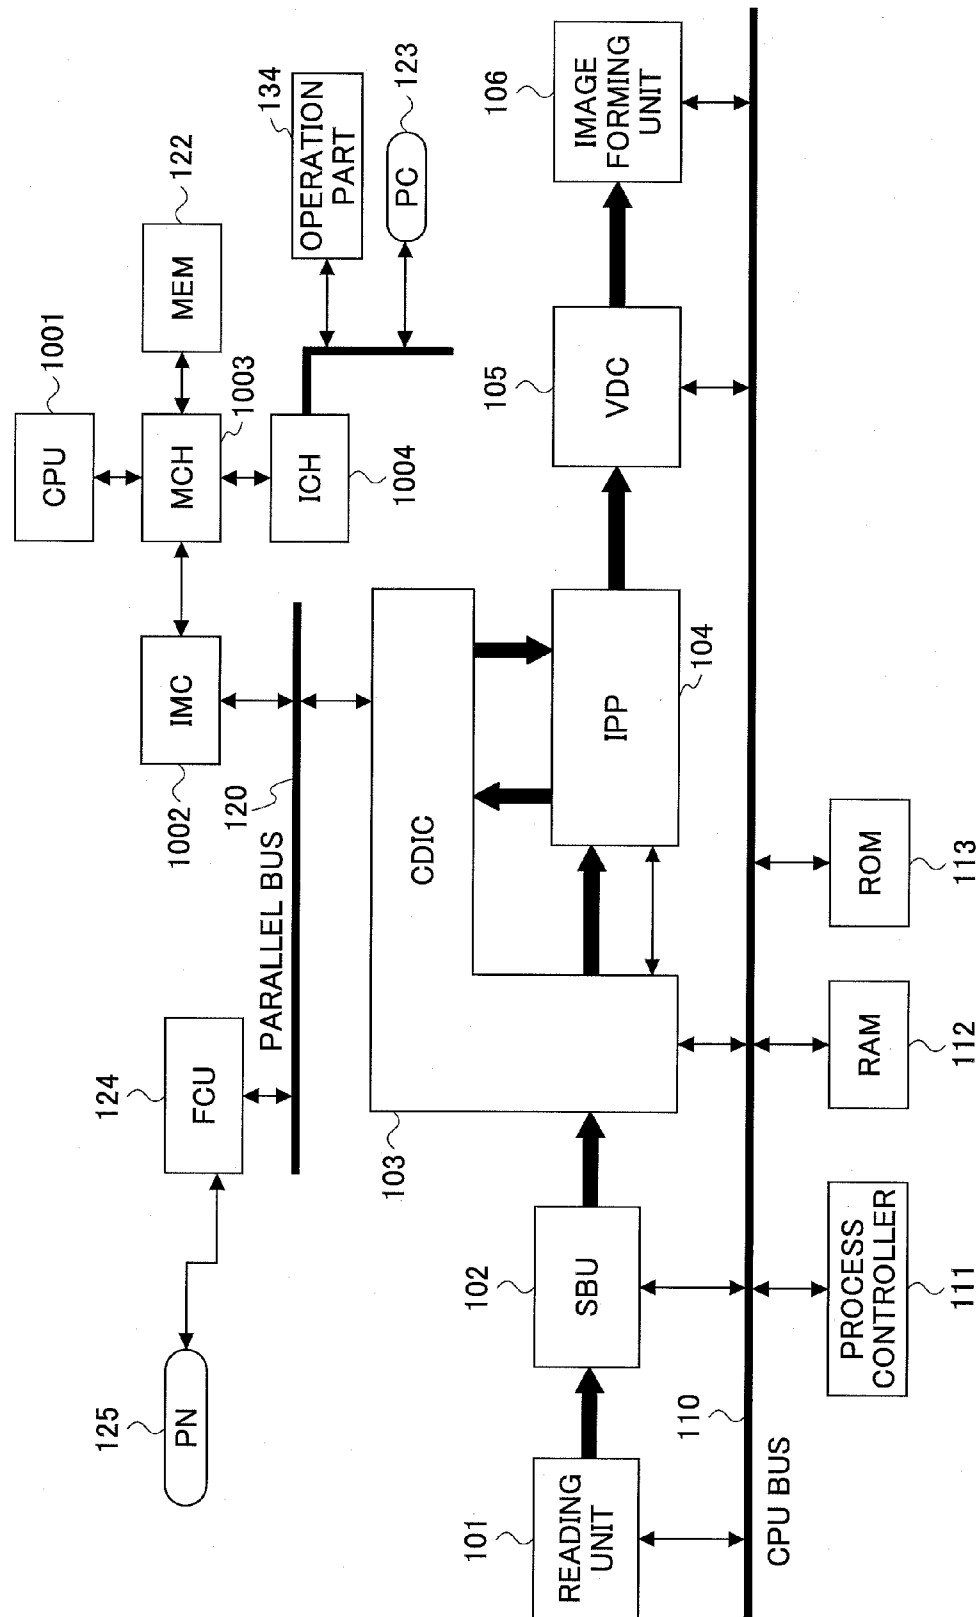 CPU
1001
MEM
122
OPERATION
PART
134
PC
123
IMC
1002
MCH
1003
ICH
1004
PN
125
FCU
124
PARALLEL BUS
120
CDIC
103
READING
UNIT
101
SBU
102
IPP
104
VDC
105
IMAGE
FORMING
UNIT
106
CPU BUS
110
PROCESS
CONTROLLER
111
RAM
112
ROM
113